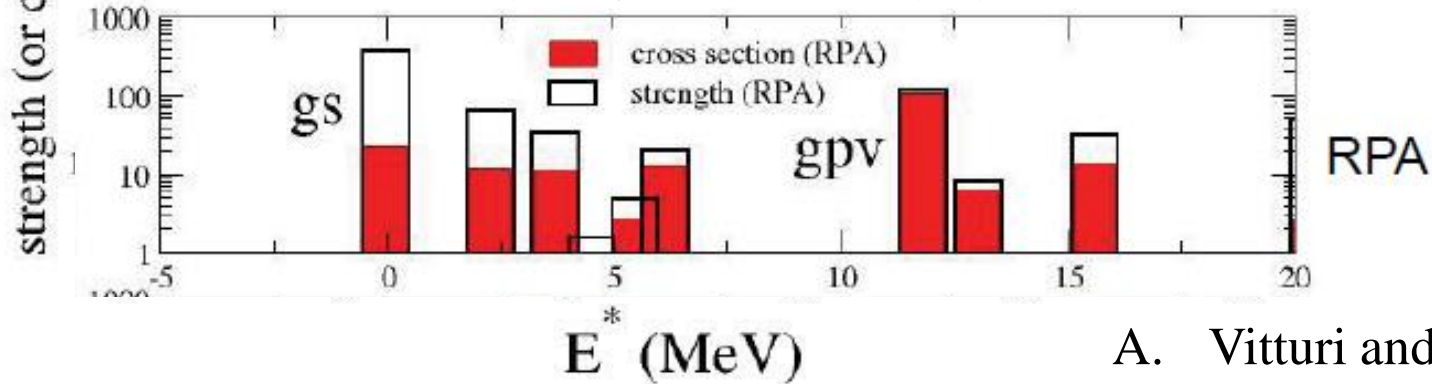 strength (or
1000
100
10
1
gs
gpv
cross section (RPA)
strength (RPA)
RPA
-5 0 5 10 15 20
E* (MeV)
A. Vitturi and